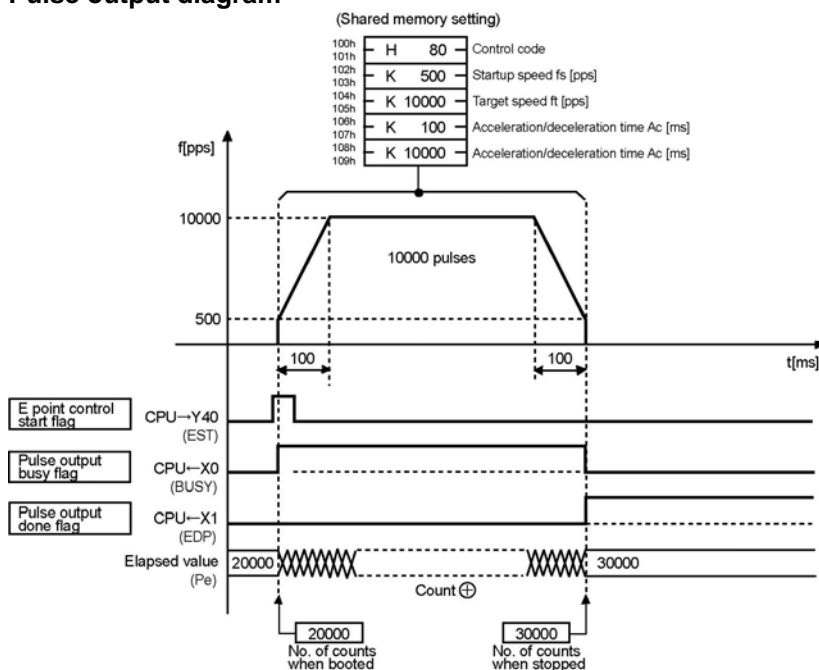 Pulse output diagram
(Shared memory setting)
100h
101h
H 80
Control code
102h
103h
K 500
Startup speed fs [pps]
104h
105h
K 10000
Target speed ft [pps]
106h
107h
K 100
Acceleration/deceleration time Ac [ms]
108h
109h
K 10000
Acceleration/deceleration time Ac [ms]
f[pps]
10000
10000 pulses
500
100
100
t[ms]
E point control
start flag
CPU→Y40
(EST)
Pulse output
busy flag
CPU←X0
(BUSY)
Pulse output
done flag
CPU←X1
(EDP)
Elapsed value
(Pe)
20000
30000
Count ⊕
20000
No. of counts
when booted
30000
No. of counts
when stopped